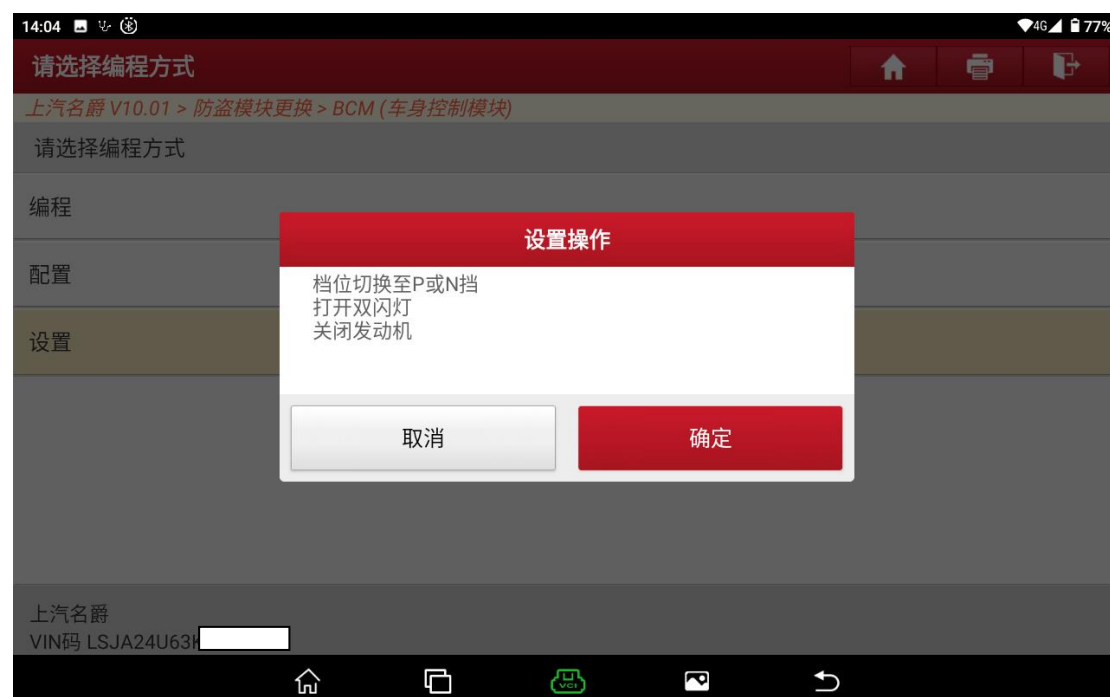 14:04
4G 77%
请选择编程方式
上汽名爵 V10.01 > 防盗模块更换 > BCM (车身控制模块)
请选择编程方式
编程
配置
设置
设置操作
档位切换至P或N挡
打开双闪灯
关闭发动机
取消
确定
上汽名爵
VIN码 LSJA24U63
VCI